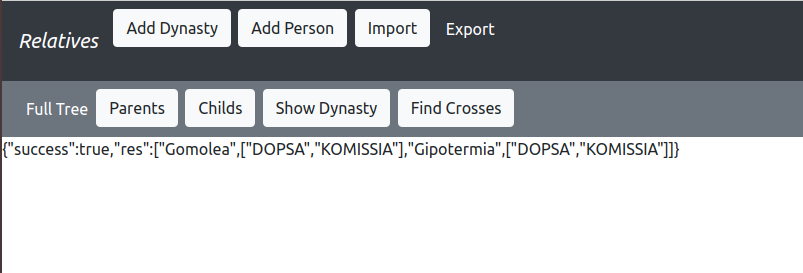 Relatives Add Dynasty Add Person Import Export
Full Tree Parents Childs Show Dynasty Find Crosses
{"success":true,"res":["Gomolea",["DOPSA","KOMISSIA"],"Gipotermia",["DOPSA","KOMISSIA"]]}